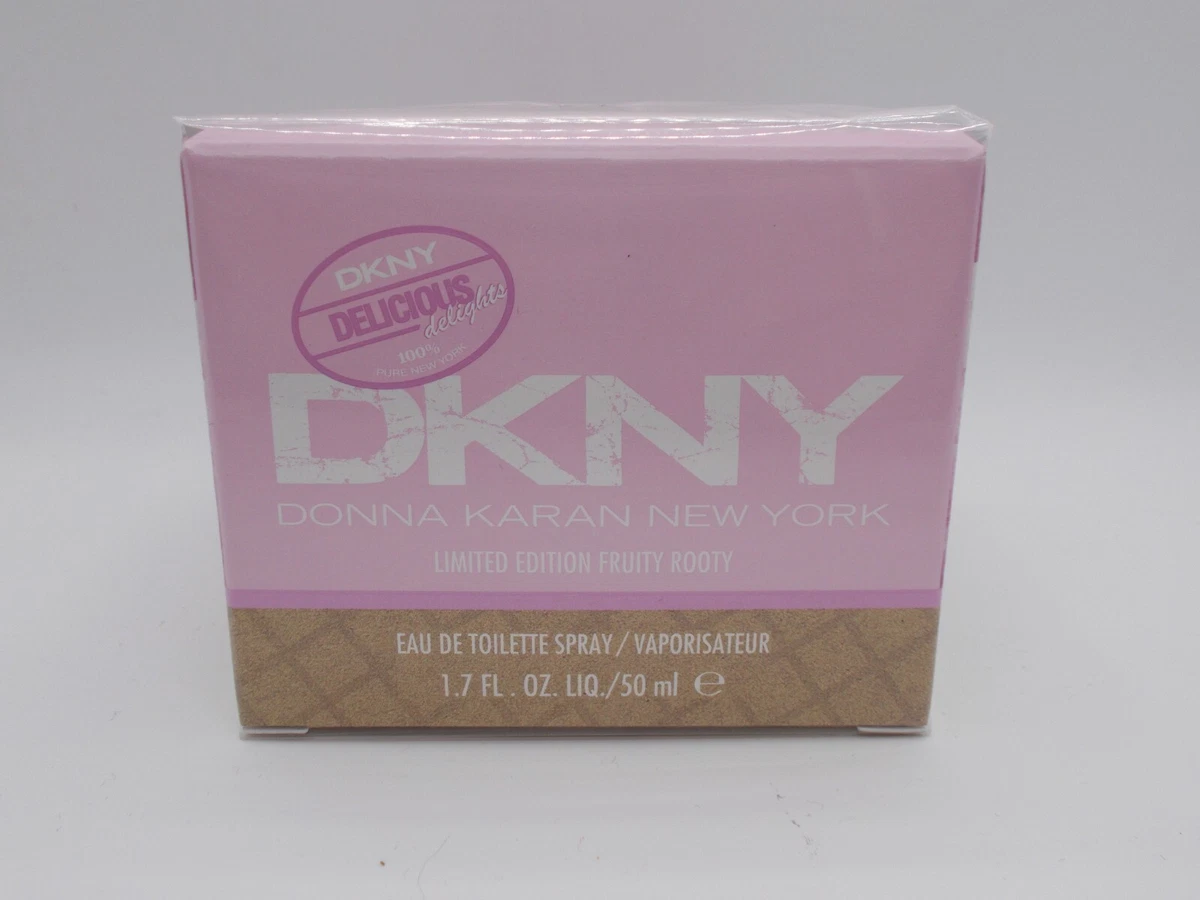 DKNY
DELICIOUS
delights
100%
PURE NEW YORK
DKNY
DONNA KARAN NEW YORK
LIMITED EDITION FRUITY ROOTY
EAU DE TOILETTE SPRAY / VAPORISATEUR
1.7 FL . OZ. LIQ./50 ml ℮